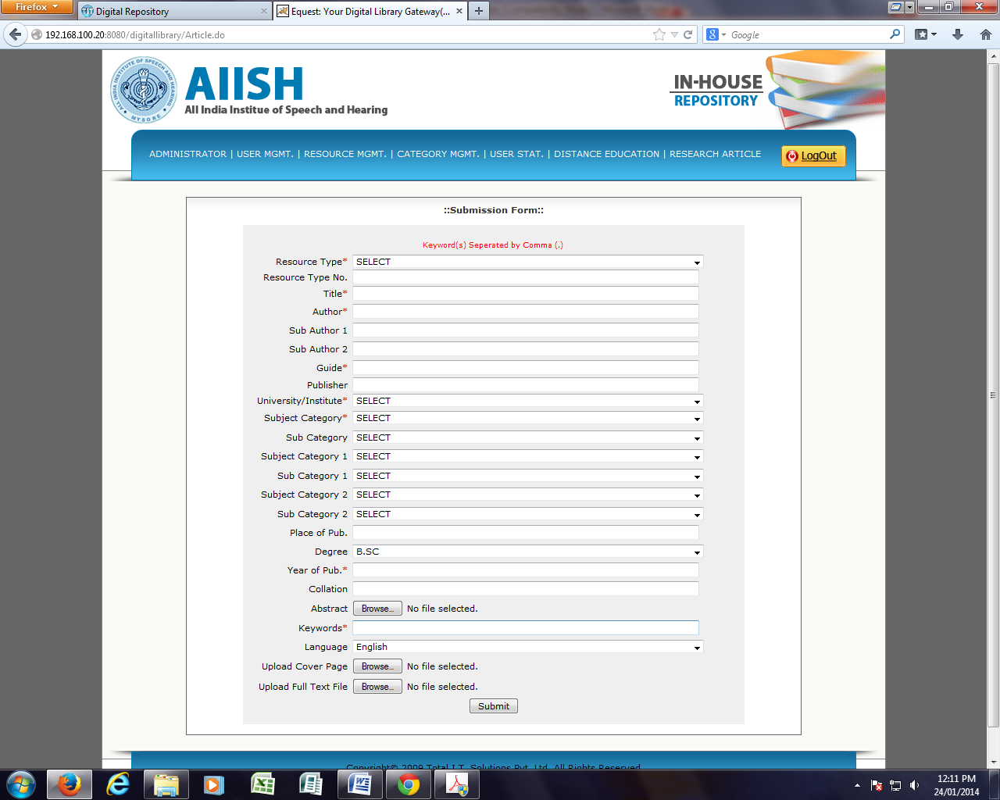 Firefox
Digital Repository
Equest: Your Digital Library Gateway(...
192.168.100.20:8080/digitallibrary/Article.do
Google
ALL INDIA INSTITUTE OF SPEECH AND HEARING
MYSORE
AIISH
All India Institue of Speech and Hearing
IN-HOUSE
REPOSITORY
ADMINISTRATOR | USER MGMT. | RESOURCE MGMT. | CATEGORY MGMT. | USER STAT. | DISTANCE EDUCATION | RESEARCH ARTICLE
LogOut
::Submission Form::
Keyword(s) Seperated by Comma (,)
Resource Type* SELECT
Resource Type No.
Title*
Author*
Sub Author 1
Sub Author 2
Guide*
Publisher
University/Institute* SELECT
Subject Category* SELECT
Sub Category SELECT
Subject Category 1 SELECT
Sub Category 1 SELECT
Subject Category 2 SELECT
Sub Category 2 SELECT
Place of Pub.
Degree B.SC
Year of Pub.*
Collation
Abstract Browse... No file selected.
Keywords*
Language English
Upload Cover Page Browse... No file selected.
Upload Full Text File Browse... No file selected.
Submit
Copyright© 2009 Total I.T. Solutions Pvt. Ltd. All Rights Reserved
12:11 PM
24/01/2014